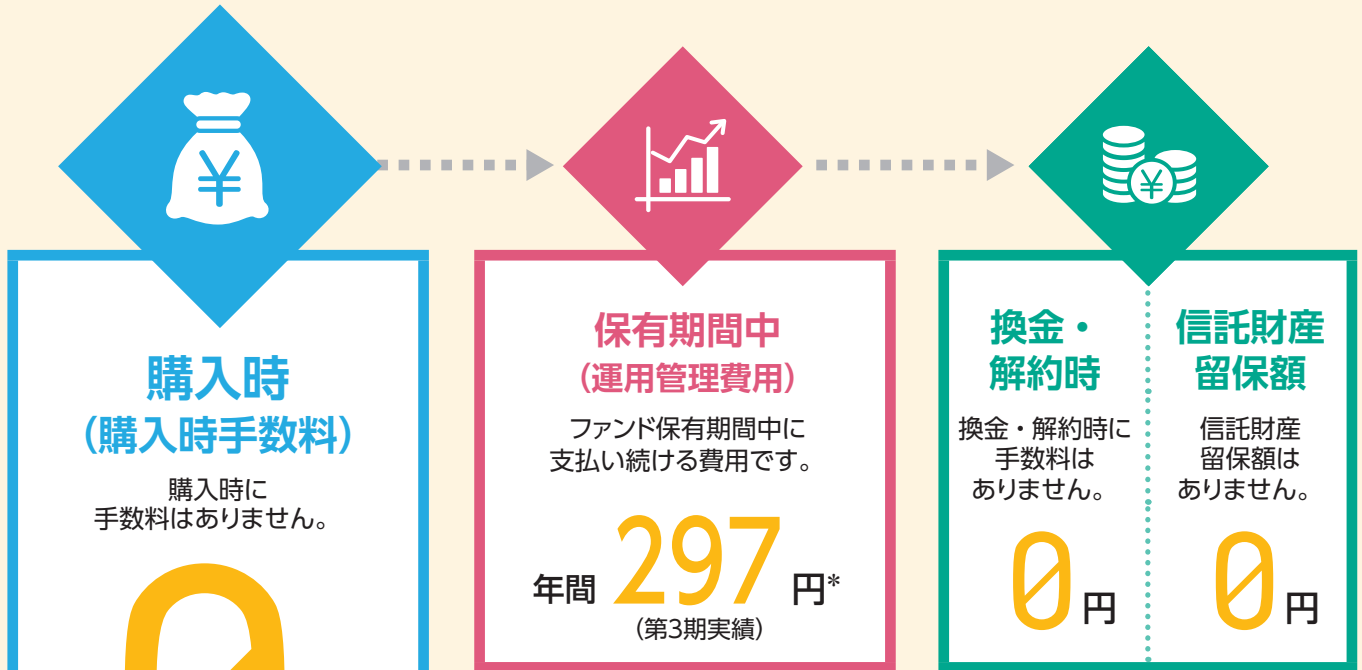 購入時
(購入時手数料)
購入時に
手数料はありません。
保有期間中
(運用管理費用)
ファンド保有期間中に
支払い続ける費用です。
年間 297 円*
(第3期実績)
換金・
解約時
換金・解約時に
手数料は
ありません。
0円
信託財産
留保額
信託財産
留保額は
ありません。
0円